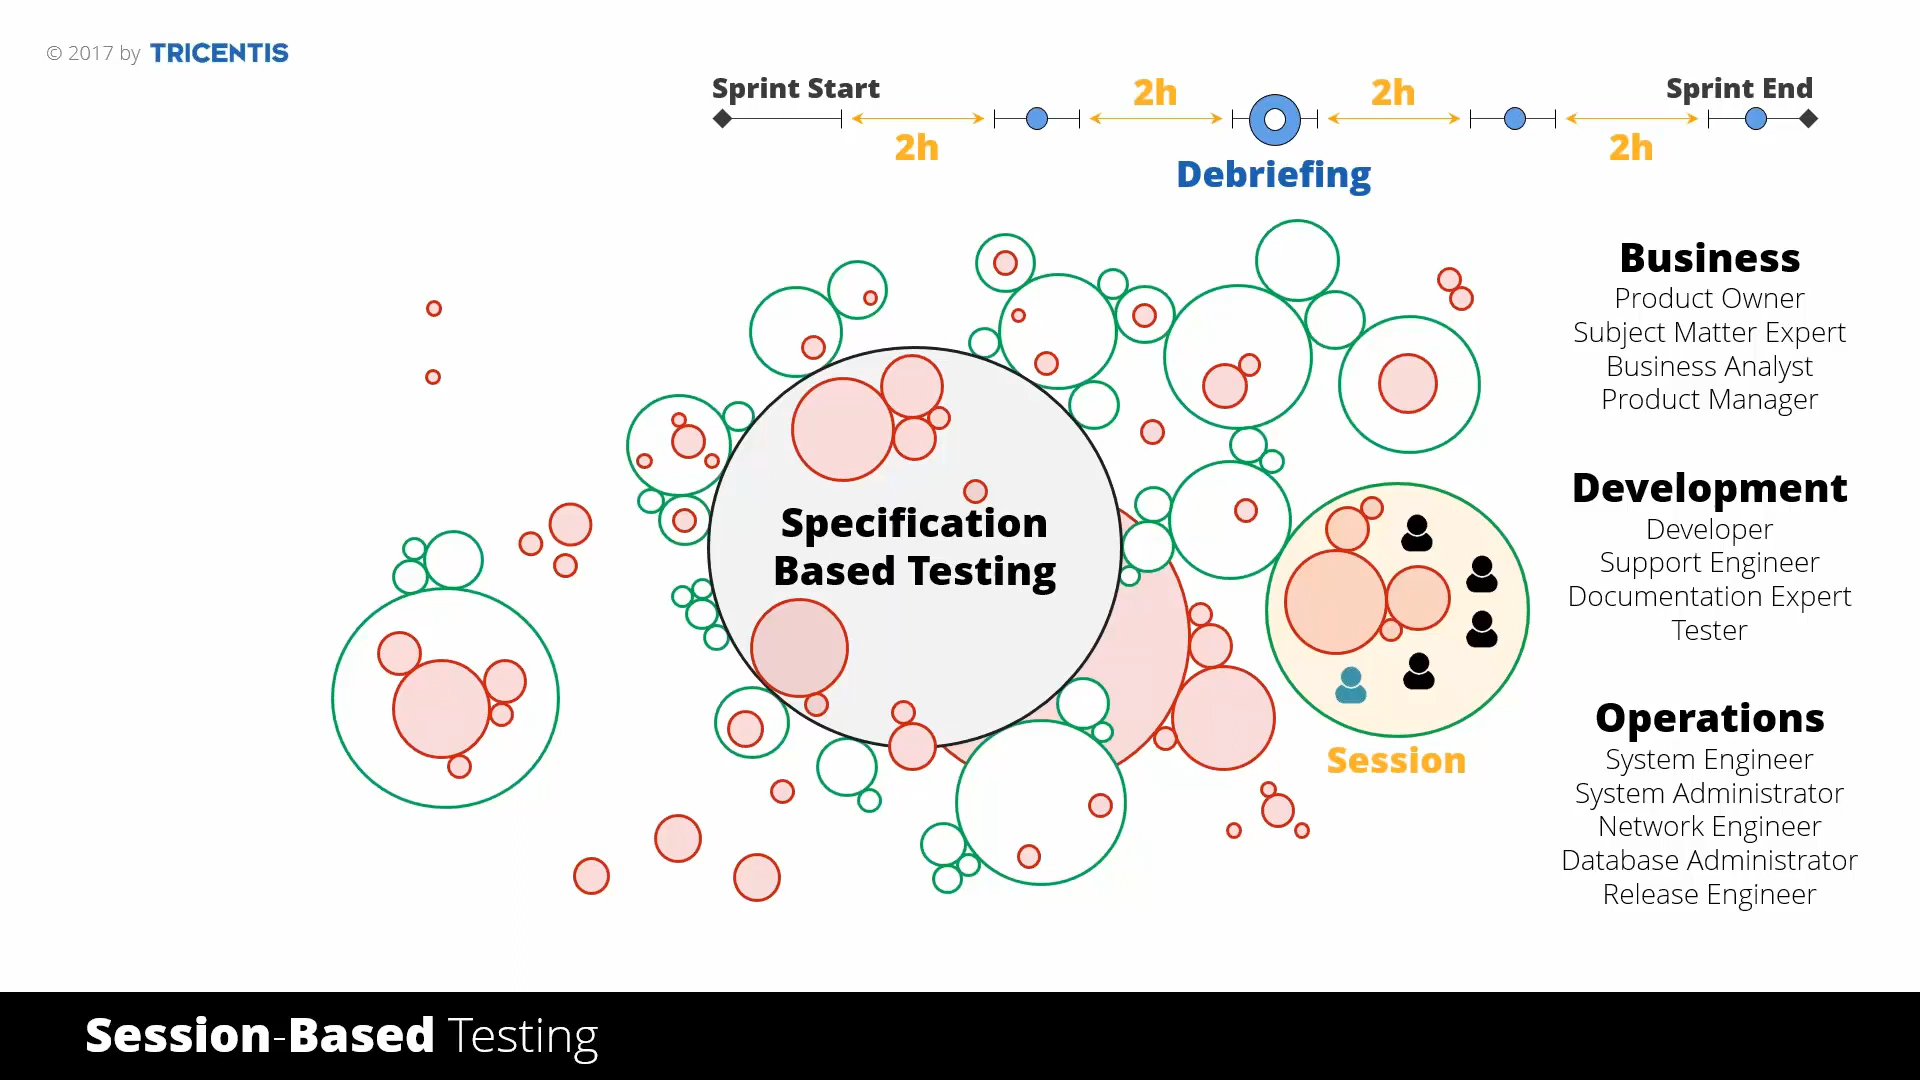 © 2017 by TRICENTIS
Sprint Start
2h
2h
2h
2h
Sprint End
Debriefing
Specification
Based Testing
Session
Business
Product Owner
Subject Matter Expert
Business Analyst
Product Manager
Development
Developer
Support Engineer
Documentation Expert
Tester
Operations
System Engineer
System Administrator
Network Engineer
Database Administrator
Release Engineer
Session-Based Testing